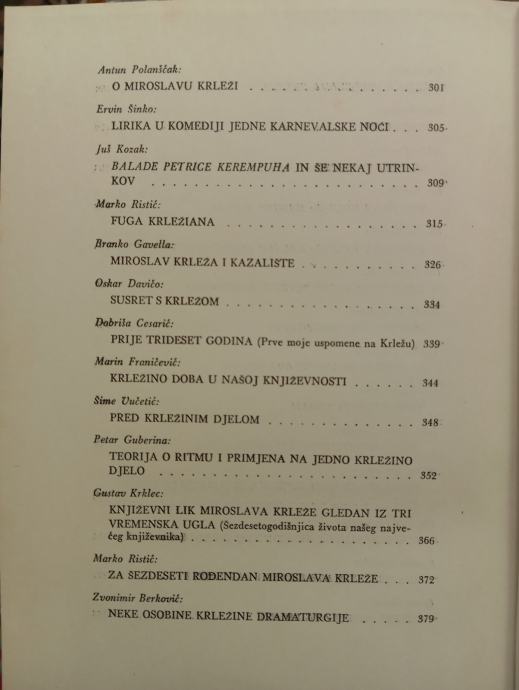 Antun Polanščak:
O MIROSLAVU KRLEŽI . . . . . . . . . . . . . . 301
Ervin Šinko:
LIRIKA U KOMEDIJI JEDNE KARNEVALSKE NOĆI . . . 305
Juš Kozak:
BALADE PETRICE KEREMPUHA IN ŠE NEKAJ UTRIN-
KOV . . . . . . . . . . . . . . . . . . . . 309
Marko Ristić:
FUGA KRLEŽIANA . . . . . . . . . . . . . . . 315
Branko Gavella:
MIROSLAV KRLEŽA I KAZALIŠTE . . . . . . . . . 326
Oskar Davičo:
SUSRET S KRLEŽOM . . . . . . . . . . . . . . 334
Dobriša Cesarić:
PRIJE TRIDESET GODINA (Prve moje uspomene na Krležu) 339
Marin Franičević:
KRLEŽINO DOBA U NAŠOJ KNJIŽEVNOSTI . . . . . . 344
Šime Vučetić:
PRED KRLEŽINIM DJELOM . . . . . . . . . . . . 348
Petar Guberina:
TEORIJA O RITMU I PRIMJENA NA JEDNO KRLEŽINO
DJELO . . . . . . . . . . . . . . . . . . . 352
Gustav Krklec:
KNJIŽEVNI LIK MIROSLAVA KRLEŽE GLEDAN IZ TRI
VREMENSKA UGLA (Šezdesetogodišnjica života našeg najve-
ćeg književnika) . . . . . . . . . . . . . . . . . 366
Marko Ristić:
ZA ŠEZDESETI ROĐENDAN MIROSLAVA KRLEŽE . . . 372
Zvonimir Berković:
NEKE OSOBINE KRLEŽINE DRAMATURGIJE . . . . . 379